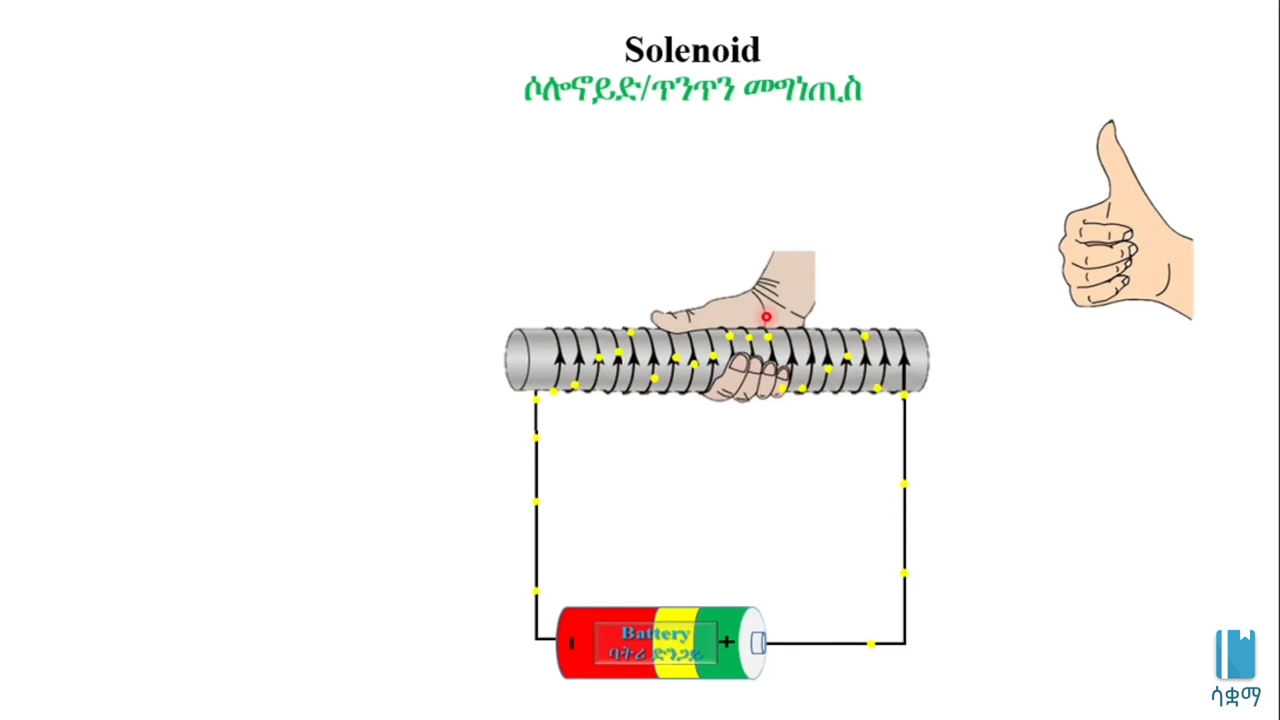 Solenoid
ሶሎኖይድ/ጥንጥን መግነጢስ
Battery
ባትሪ ድንጋይ
- +
ሳቋማ